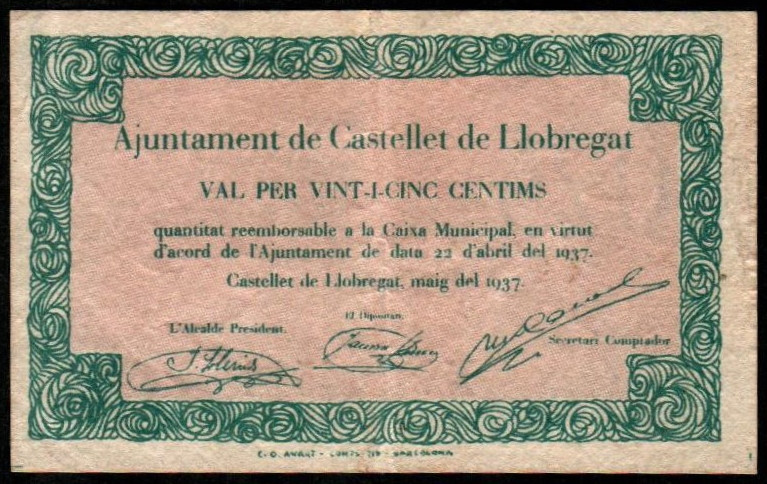 Ajuntament de Castellet de Llobregat
VAL PER VINT-I-CINC CENTIMS
quantitat reemborsable a la Caixa Municipal, en virtut
d'acord de l'Ajuntament de data 22 d'abril del 1937.
Castellet de Llobregat, maig del 1937.
L'Alcalde President,
El Dipositari,
Secretari Comptador
BARCELONA